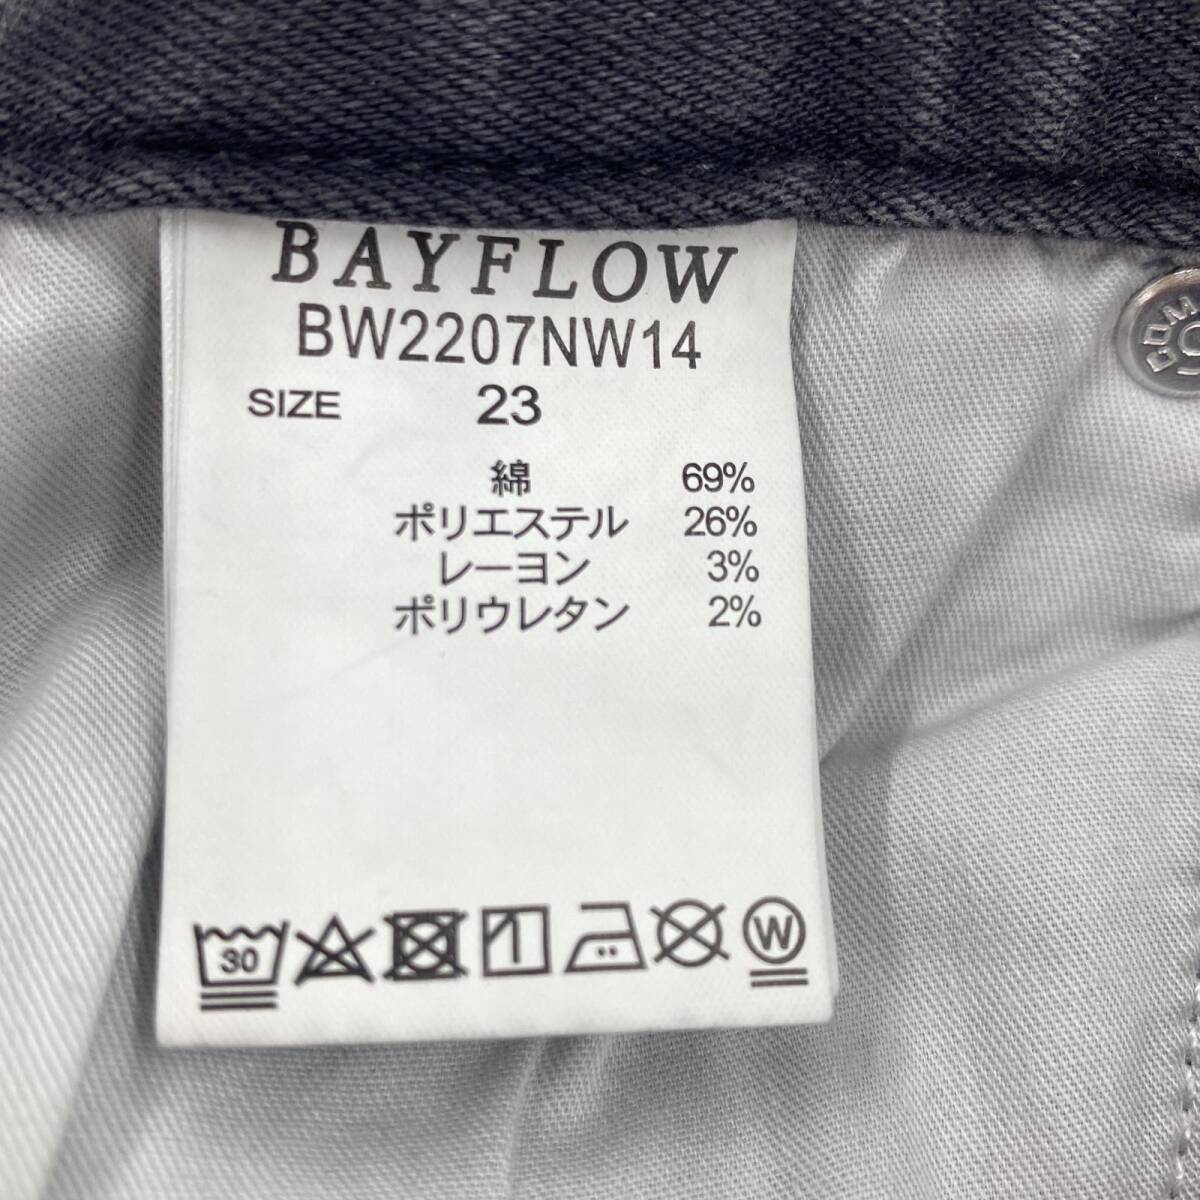 BAYFLOW
BW2207NW14
SIZE 23
綿 69%
ポリエステル 26%
レーヨン 3%
ポリウレタン 2%
30
W